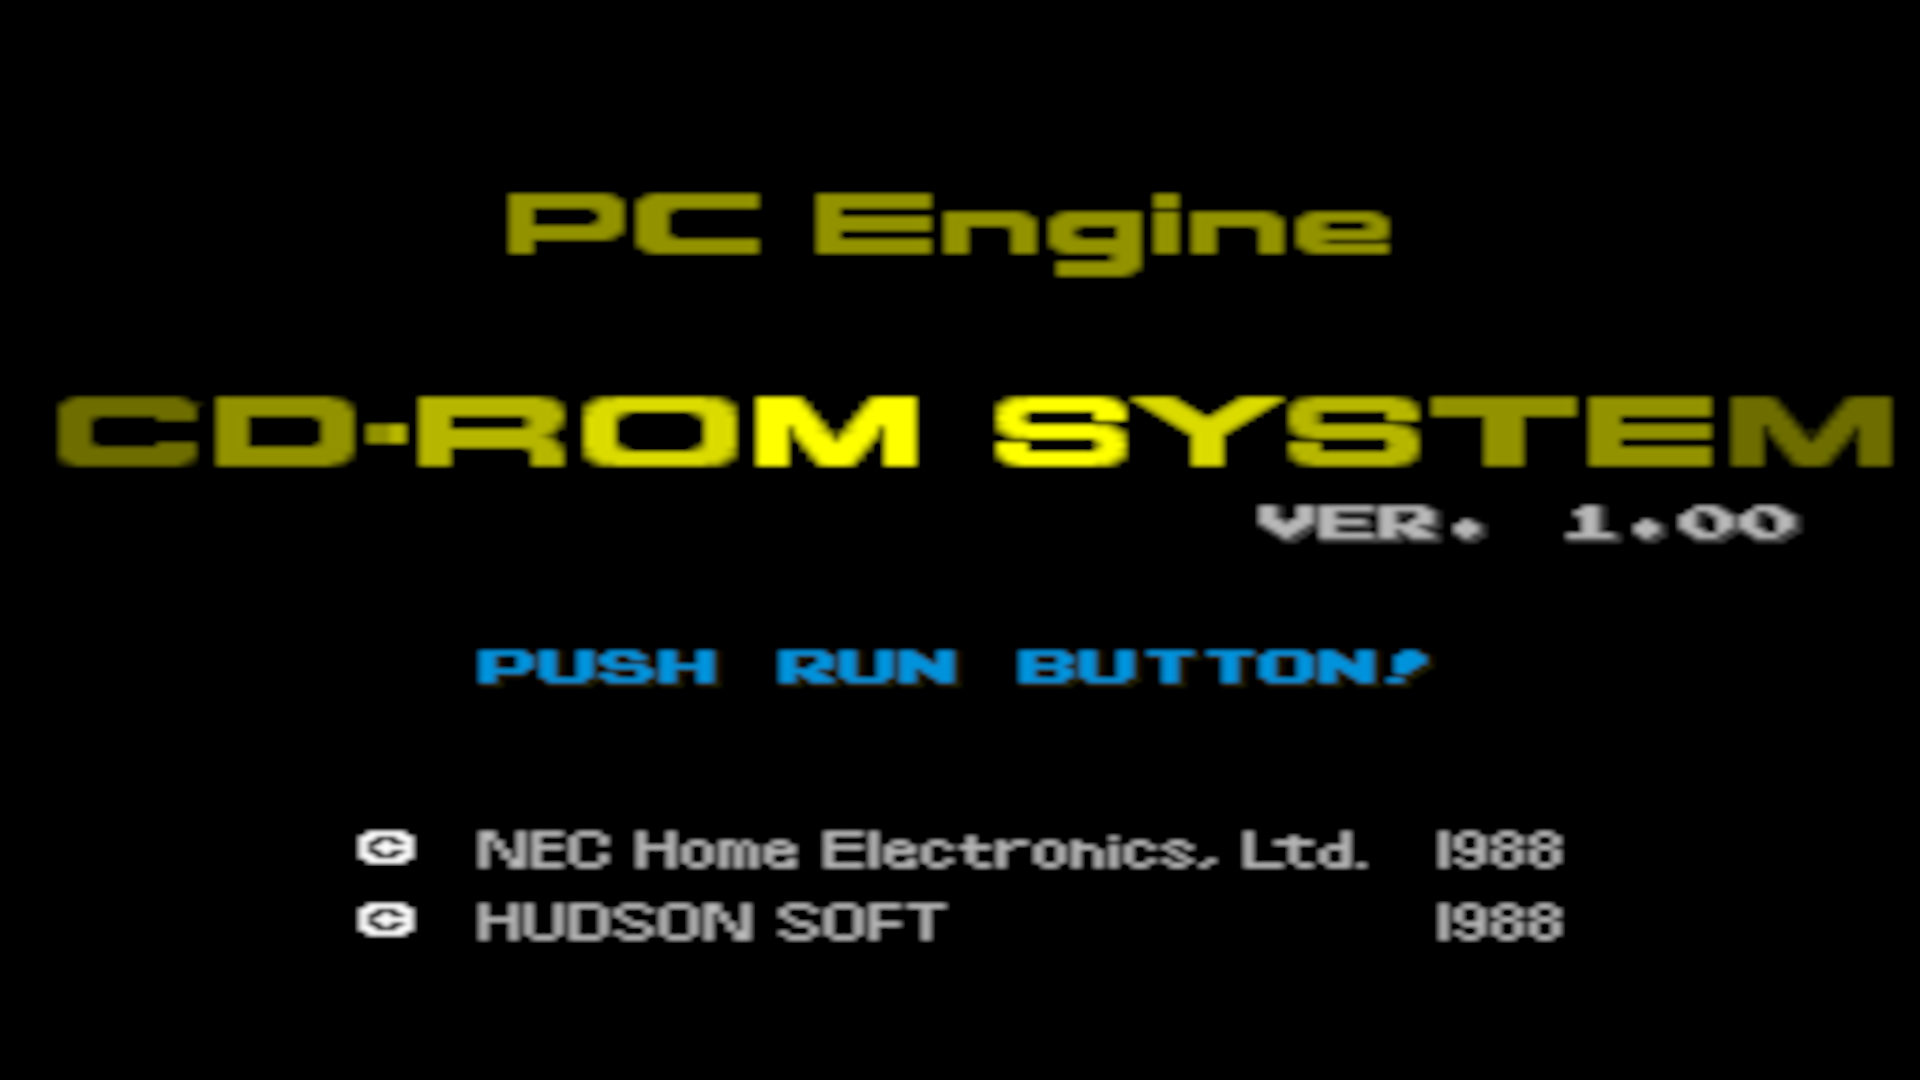 PC Engine
CD-ROM SYSTEM
VER. 1.00
PUSH RUN BUTTON!
© NEC Home Electronics, Ltd. 1988
© HUDSON SOFT 1988